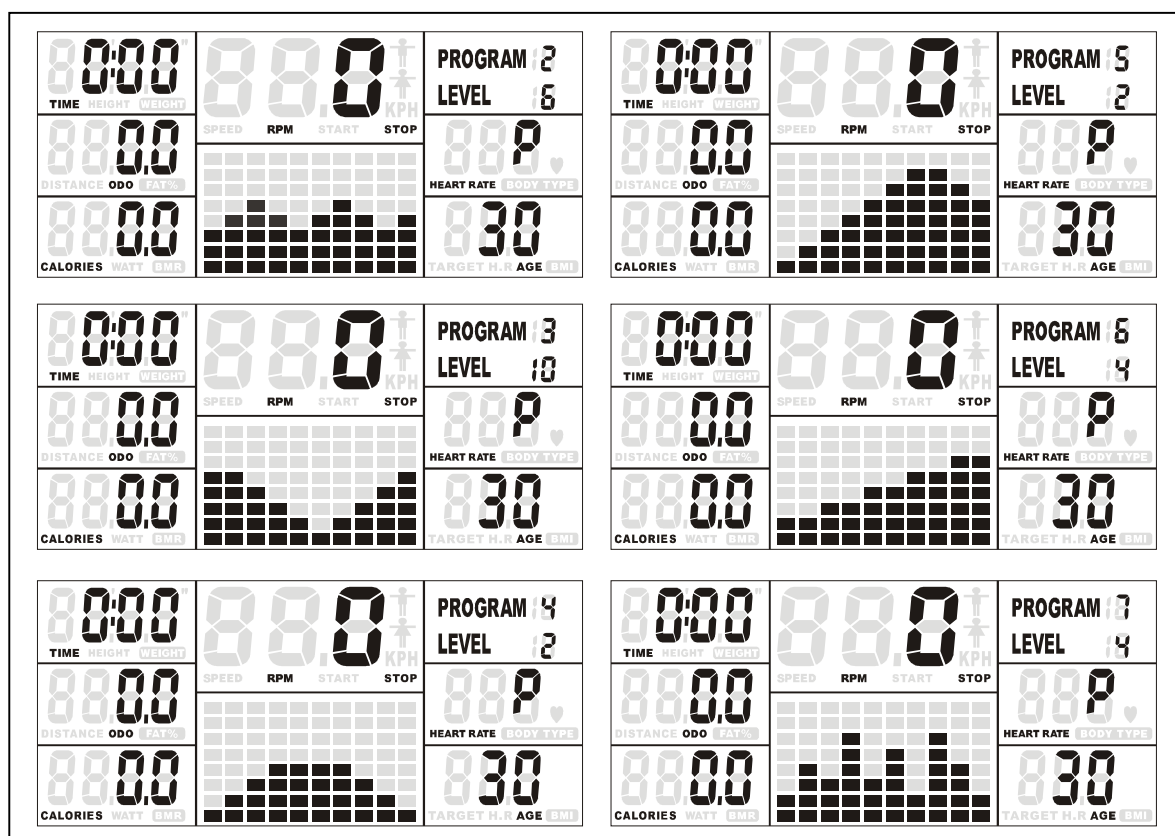 0:00
TIME HEIGHT WEIGHT
0.0
DISTANCE ODO FAT%
0.0
CALORIES WATT BMR
0
KPH
SPEED RPM START STOP
PROGRAM 2
LEVEL 6
P
HEART RATE BODY TYPE
30
TARGET H.R AGE BMI
0:00
TIME HEIGHT WEIGHT
0.0
DISTANCE ODO FAT%
0.0
CALORIES WATT BMR
0
KPH
SPEED RPM START STOP
PROGRAM 5
LEVEL 2
P
HEART RATE BODY TYPE
30
TARGET H.R AGE BMI
0:00
TIME HEIGHT WEIGHT
0.0
DISTANCE ODO FAT%
0.0
CALORIES WATT BMR
0
KPH
SPEED RPM START STOP
PROGRAM 3
LEVEL 10
P
HEART RATE BODY TYPE
30
TARGET H.R AGE BMI
0:00
TIME HEIGHT WEIGHT
0.0
DISTANCE ODO FAT%
0.0
CALORIES WATT BMR
0
KPH
SPEED RPM START STOP
PROGRAM 6
LEVEL 4
P
HEART RATE BODY TYPE
30
TARGET H.R AGE BMI
0:00
TIME HEIGHT WEIGHT
0.0
DISTANCE ODO FAT%
0.0
CALORIES WATT BMR
0
KPH
SPEED RPM START STOP
PROGRAM 4
LEVEL 2
P
HEART RATE BODY TYPE
30
TARGET H.R AGE BMI
0:00
TIME HEIGHT WEIGHT
0.0
DISTANCE ODO FAT%
0.0
CALORIES WATT BMR
0
KPH
SPEED RPM START STOP
PROGRAM 7
LEVEL 4
P
HEART RATE BODY TYPE
30
TARGET H.R AGE BMI